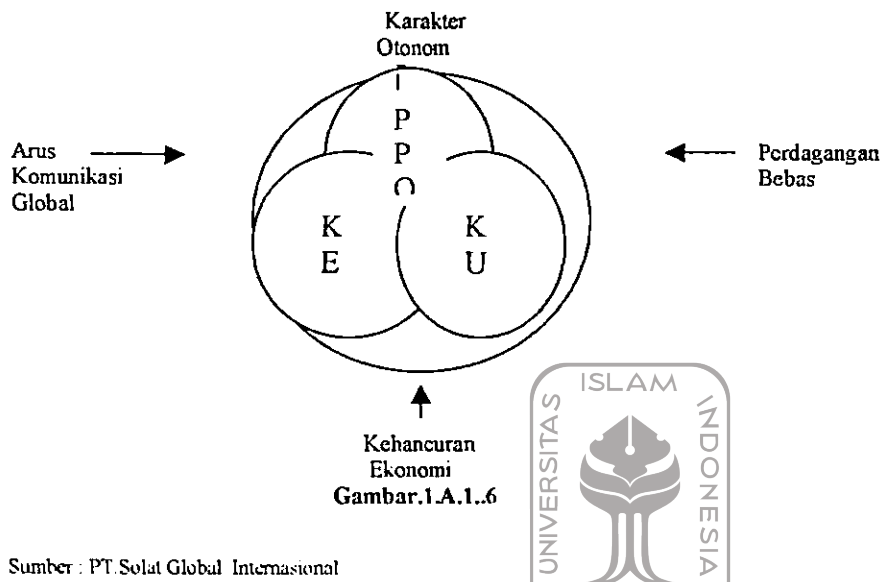 Karakter
Otonom
P
P
O
Arus
Komunikasi
Global
Perdagangan
Bebas
K
E
K
U
Kehancuran
Ekonomi
Gambar.1.A.1..6
Sumber : PT.Solat Global Internasional
UNIVERSITAS
ISLAM
INDONESIA